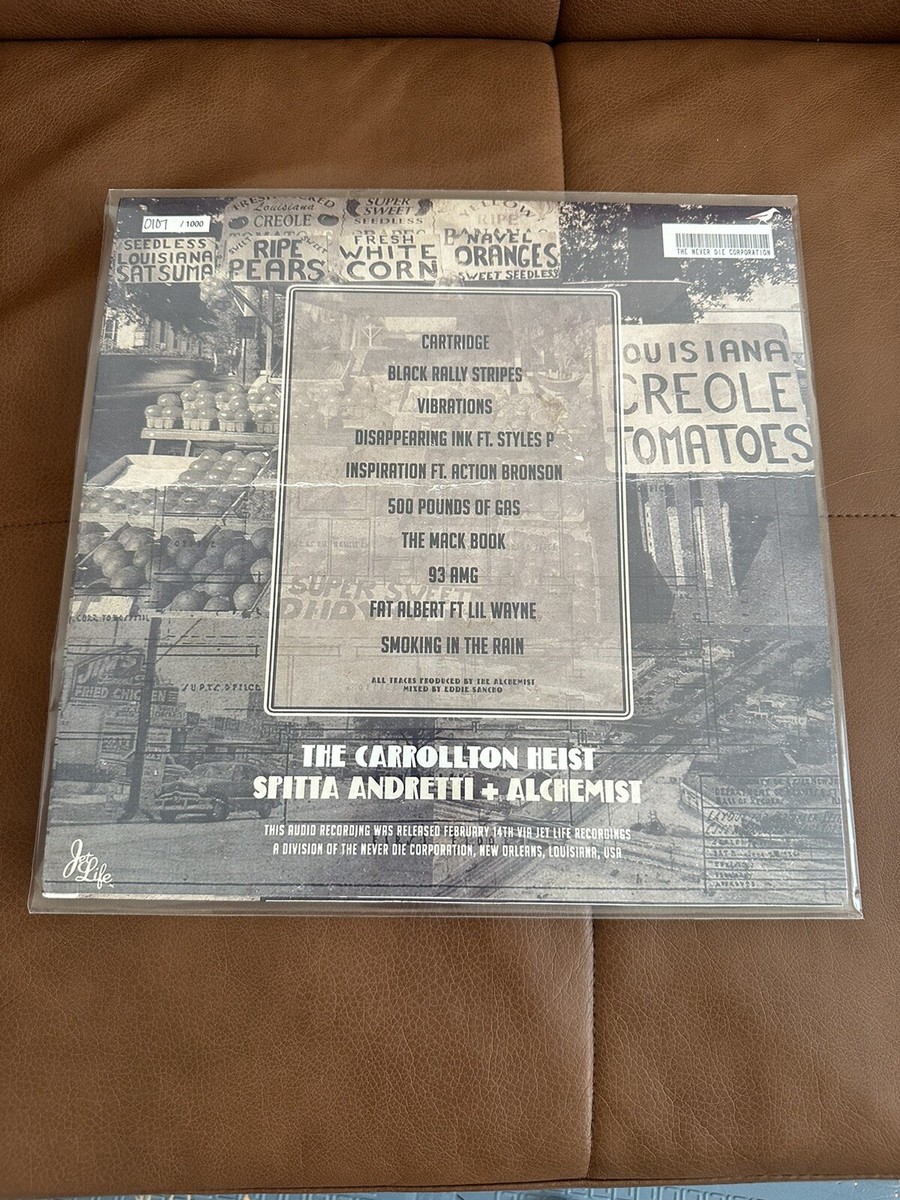 0107 / 1000
SEEDLESS
LOUISIANA
SATSUMA
Louisiana
CREOLE
RIPE
PEARS
SUPER
SWEET
SEEDLESS
FRESH
WHITE
CORN
YELLOW
RIPE
NAVEL
ORANGES
SWEET SEEDLESS
THE NEVER DIE CORPORATION
OUISIANA
CREOLE
TOMATOES
CARTRIDGE
BLACK RALLY STRIPES
VIBRATIONS
DISAPPEARING INK FT. STYLES P
INSPIRATION FT. ACTION BRONSON
500 POUNDS OF GAS
THE MACK BOOK
93 AMG
FAT ALBERT FT LIL WAYNE
SMOKING IN THE RAIN
SUPER SWEET
ALL TRACKS PRODUCED BY THE ALCHEMIST
MIXED BY EDDIE SANCHO
FRIED CHICKEN
THE CARROLLTON HEIST
SPITTA ANDRETTI + ALCHEMIST
THIS AUDIO RECORDING WAS RELEASED FEBRUARY 14TH VIA JET LIFE RECORDINGS
A DIVISION OF THE NEVER DIE CORPORATION, NEW ORLEANS, LOUISIANA, USA
Jet Life